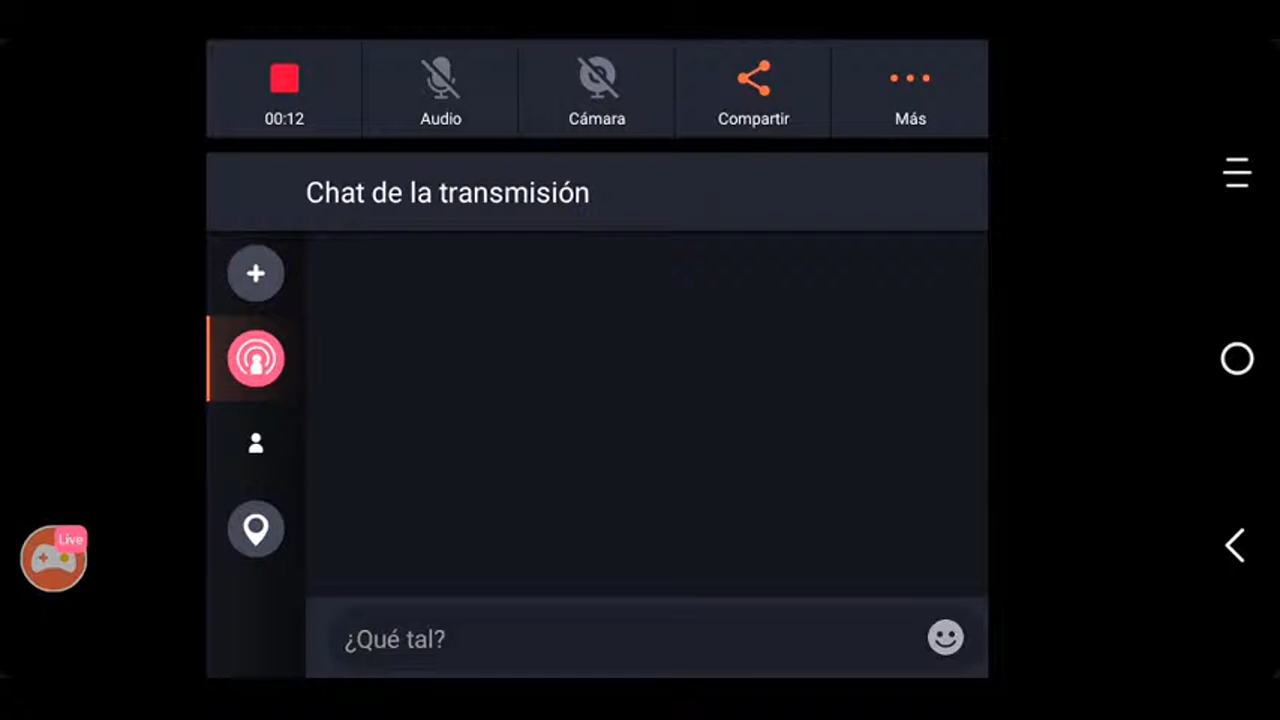 00:12
Audio
Cámara
Compartir
Más
Chat de la transmisión
Live
¿Qué tal?